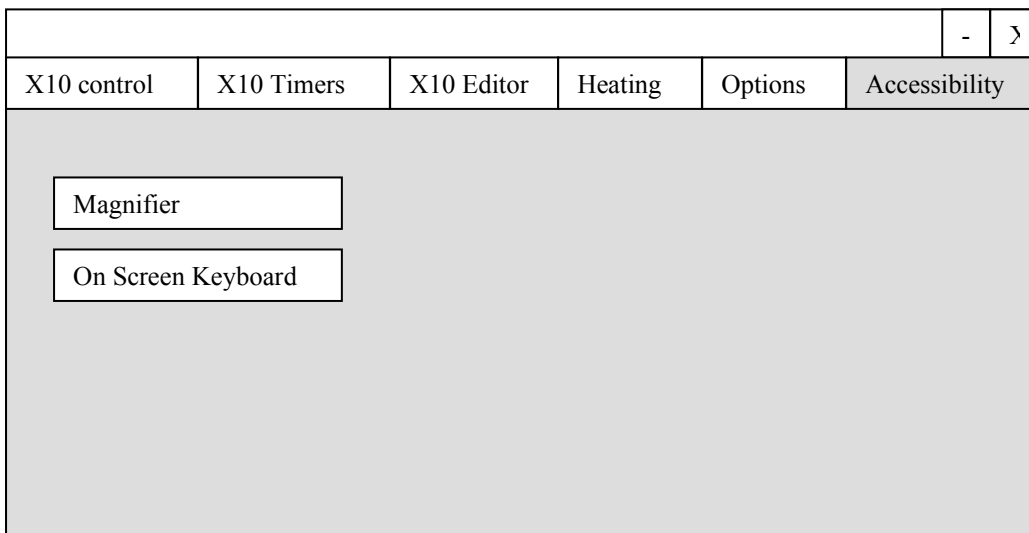 - X
X10 control X10 Timers X10 Editor Heating Options Accessibility
Magnifier
On Screen Keyboard